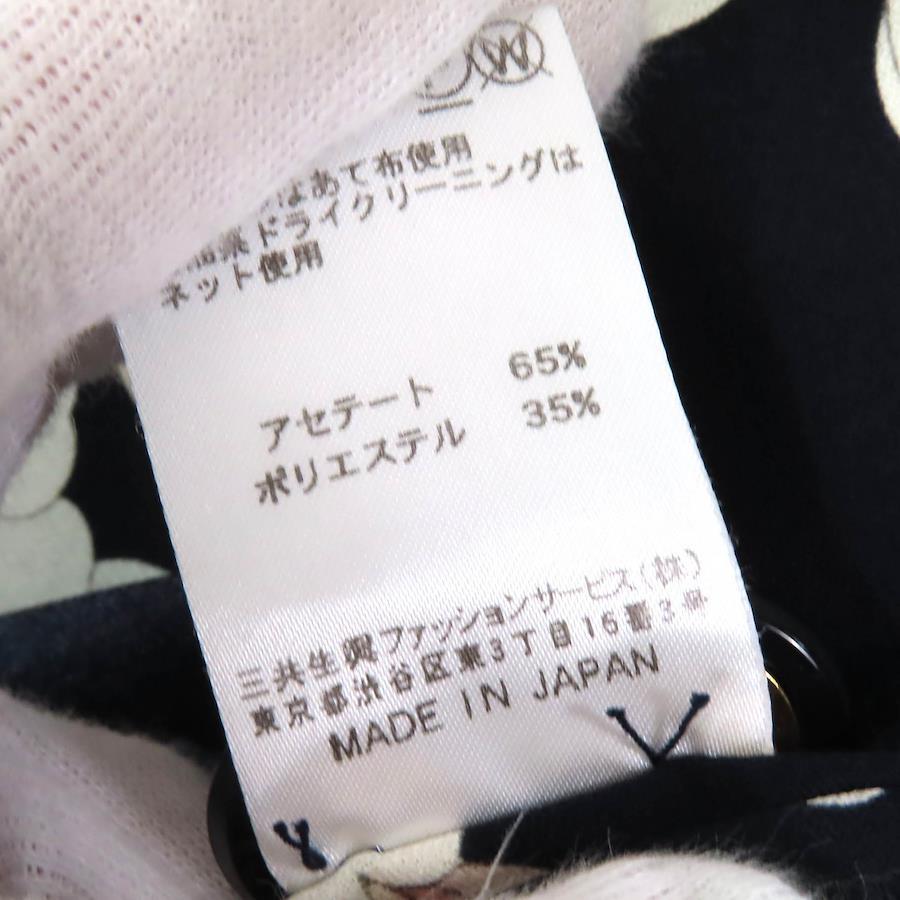 はあて布使用
ドライクリーニングは
ネット使用
アセテート 65%
ポリエステル 35%
三共生興ファッションサービス(株)
東京都渋谷区東3丁目16番3号
MADE IN JAPAN